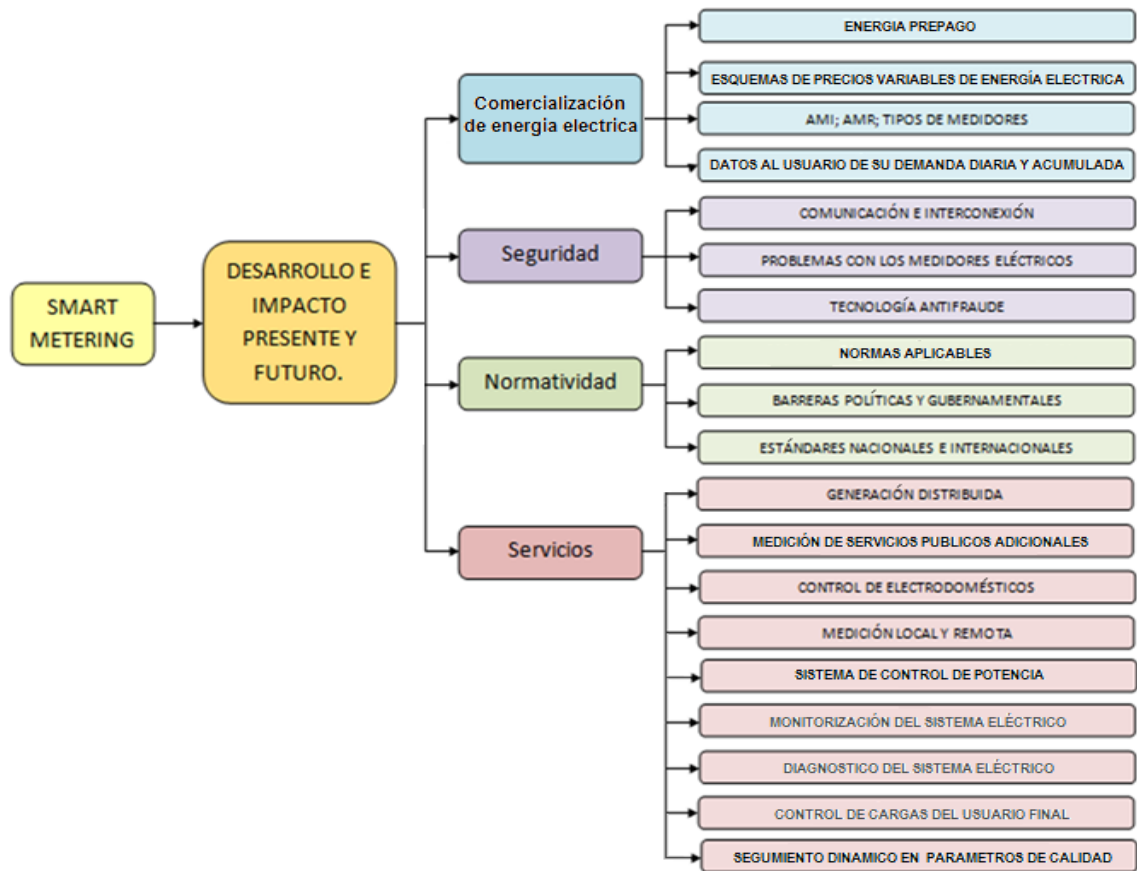 SMART
METERING
DESARROLLO E
IMPACTO
PRESENTE Y
FUTURO.
Comercialización
de energia electrica
ENERGIA PREPAGO
ESQUEMAS DE PRECIOS VARIABLES DE ENERGÍA ELECTRICA
AMI; AMR; TIPOS DE MEDIDORES
DATOS AL USUARIO DE SU DEMANDA DIARIA Y ACUMULADA
Seguridad
COMUNICACIÓN E INTERCONEXIÓN
PROBLEMAS CON LOS MEDIDORES ELÉCTRICOS
TECNOLOGÍA ANTIFRAUDE
Normatividad
NORMAS APLICABLES
BARRERAS POLÍTICAS Y GUBERNAMENTALES
ESTÁNDARES NACIONALES E INTERNACIONALES
Servicios
GENERACIÓN DISTRIBUIDA
MEDICIÓN DE SERVICIOS PUBLICOS ADICIONALES
CONTROL DE ELECTRODOMÉSTICOS
MEDICIÓN LOCAL Y REMOTA
SISTEMA DE CONTROL DE POTENCIA
MONITORIZACIÓN DEL SISTEMA ELÉCTRICO
DIAGNOSTICO DEL SISTEMA ELÉCTRICO
CONTROL DE CARGAS DEL USUARIO FINAL
SEGUMIENTO DINAMICO EN PARAMETROS DE CALIDAD